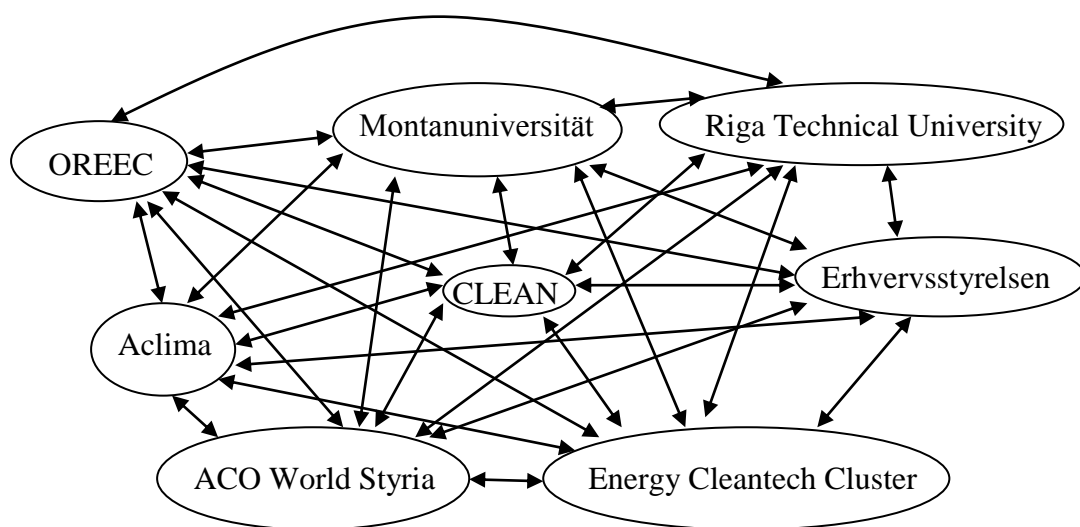 Montanuniversität
Riga Technical University
OREEC
Erhvervsstyrelsen
CLEAN
Aclima
ACO World Styria
Energy Cleantech Cluster